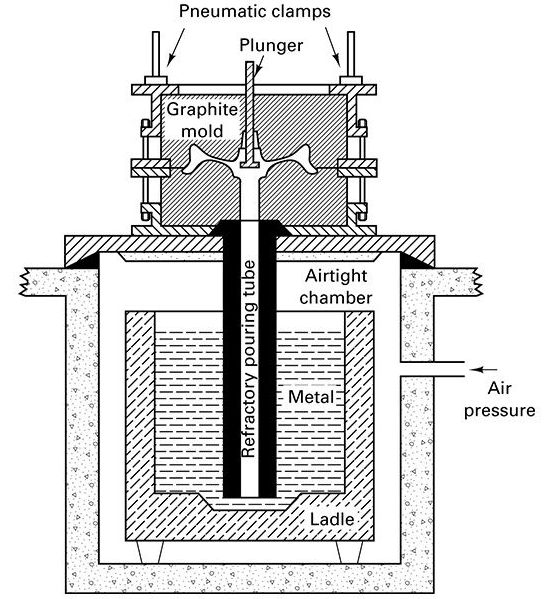 Pneumatic clamps
Plunger
Graphite
mold
Airtight
chamber
Refractory pouring tube
Metal
Air
pressure
Ladle